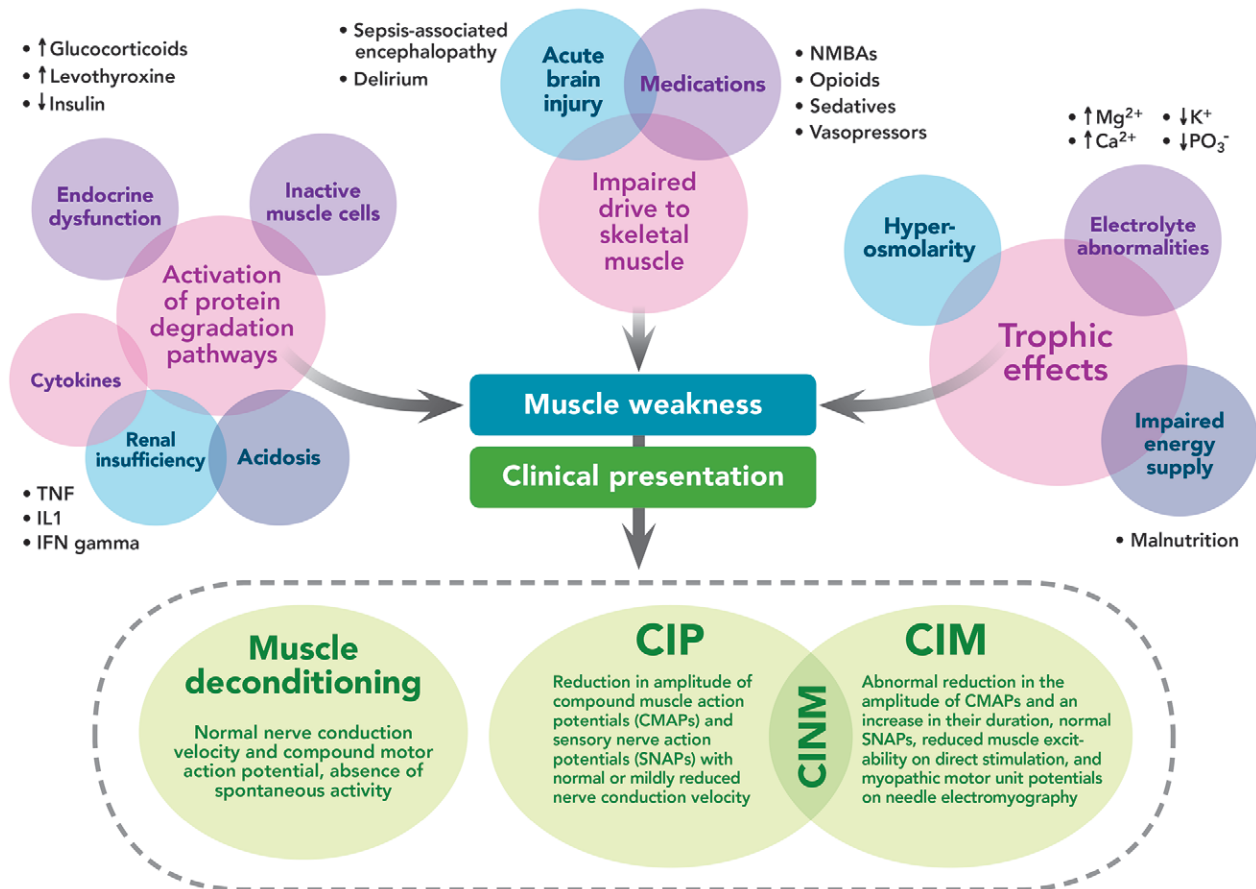 • ↑Glucocorticoids
• ↑Levothyroxine
• ↓Insulin
Endocrine
dysfunction
Inactive
muscle cells
Activation
of protein
degradation
pathways
Cytokines
Renal
insufficiency
Acidosis
• TNF
• IL1
• IFN gamma
• Sepsis-associated
encephalopathy
• Delirium
Acute
brain
injury
Medications
• NMBAs
• Opioids
• Sedatives
• Vasopressors
Impaired
drive to
skeletal
muscle
• ↑Mg²⁺ • ↓K⁺
• ↑Ca²⁺ • ↓PO₃⁻
Hyper-
osmolarity
Electrolyte
abnormalities
Trophic
effects
Impaired
energy
supply
• Malnutrition
Muscle weakness
Clinical presentation
Muscle
deconditioning
Normal nerve conduction
velocity and compound motor
action potential, absence of
spontaneous activity
CIP
Reduction in amplitude of
compound muscle action
potentials (CMAPs) and
sensory nerve action
potentials (SNAPs) with
normal or mildly reduced
nerve conduction velocity
CINM
CIM
Abnormal reduction in the
amplitude of CMAPs and an
increase in their duration, normal
SNAPs, reduced muscle excit-
ability on direct stimulation, and
myopathic motor unit potentials
on needle electromyography